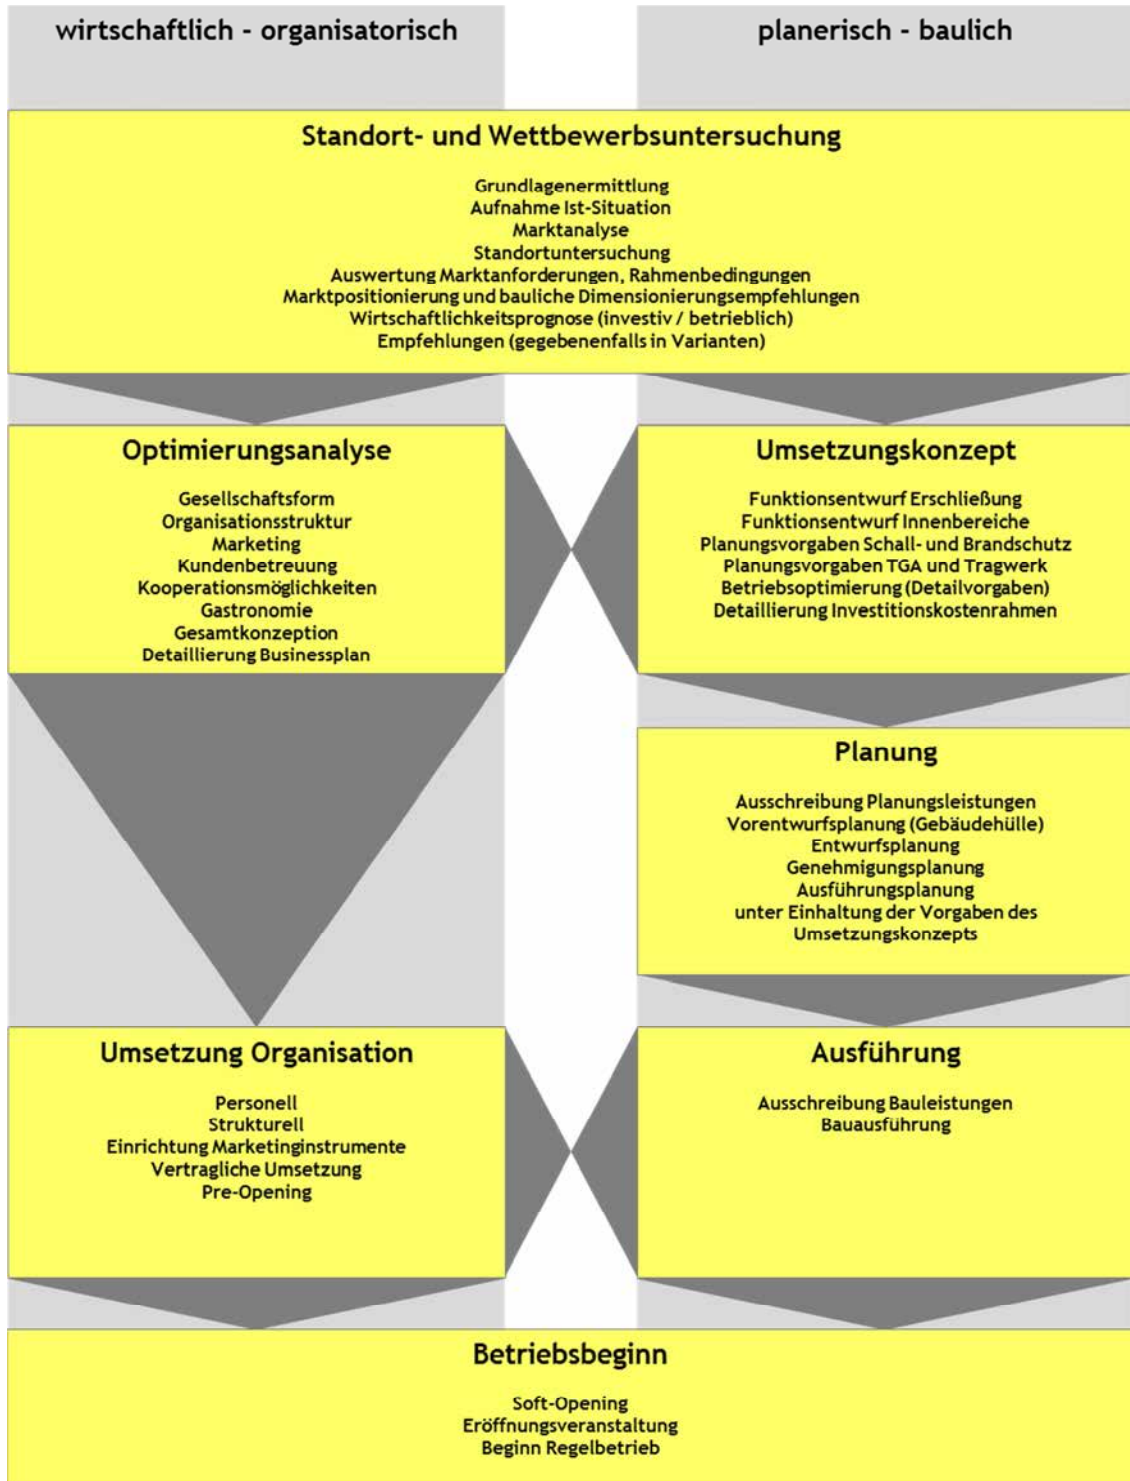 wirtschaftlich - organisatorisch
planerisch - baulich
Standort- und Wettbewerbsuntersuchung
Grundlagenermittlung
Aufnahme Ist-Situation
Marktanalyse
Standortuntersuchung
Auswertung Marktanforderungen, Rahmenbedingungen
Marktpositionierung und bauliche Dimensionierungsempfehlungen
Wirtschaftlichkeitsprognose (investiv / betrieblich)
Empfehlungen (gegebenenfalls in Varianten)
Optimierungsanalyse
Gesellschaftsform
Organisationsstruktur
Marketing
Kundenbetreuung
Kooperationsmöglichkeiten
Gastronomie
Gesamtkonzeption
Detaillierung Businessplan
Umsetzungskonzept
Funktionsentwurf Erschließung
Funktionsentwurf Innenbereiche
Planungsvorgaben Schall- und Brandschutz
Planungsvorgaben TGA und Tragwerk
Betriebsoptimierung (Detailvorgaben)
Detaillierung Investitionskostenrahmen
Planung
Ausschreibung Planungsleistungen
Vorentwurfsplanung (Gebäudehülle)
Entwurfsplanung
Genehmigungsplanung
Ausführungsplanung
unter Einhaltung der Vorgaben des
Umsetzungskonzepts
Umsetzung Organisation
Personell
Strukturell
Einrichtung Marketinginstrumente
Vertragliche Umsetzung
Pre-Opening
Ausführung
Ausschreibung Bauleistungen
Bauausführung
Betriebsbeginn
Soft-Opening
Eröffnungsveranstaltung
Beginn Regelbetrieb